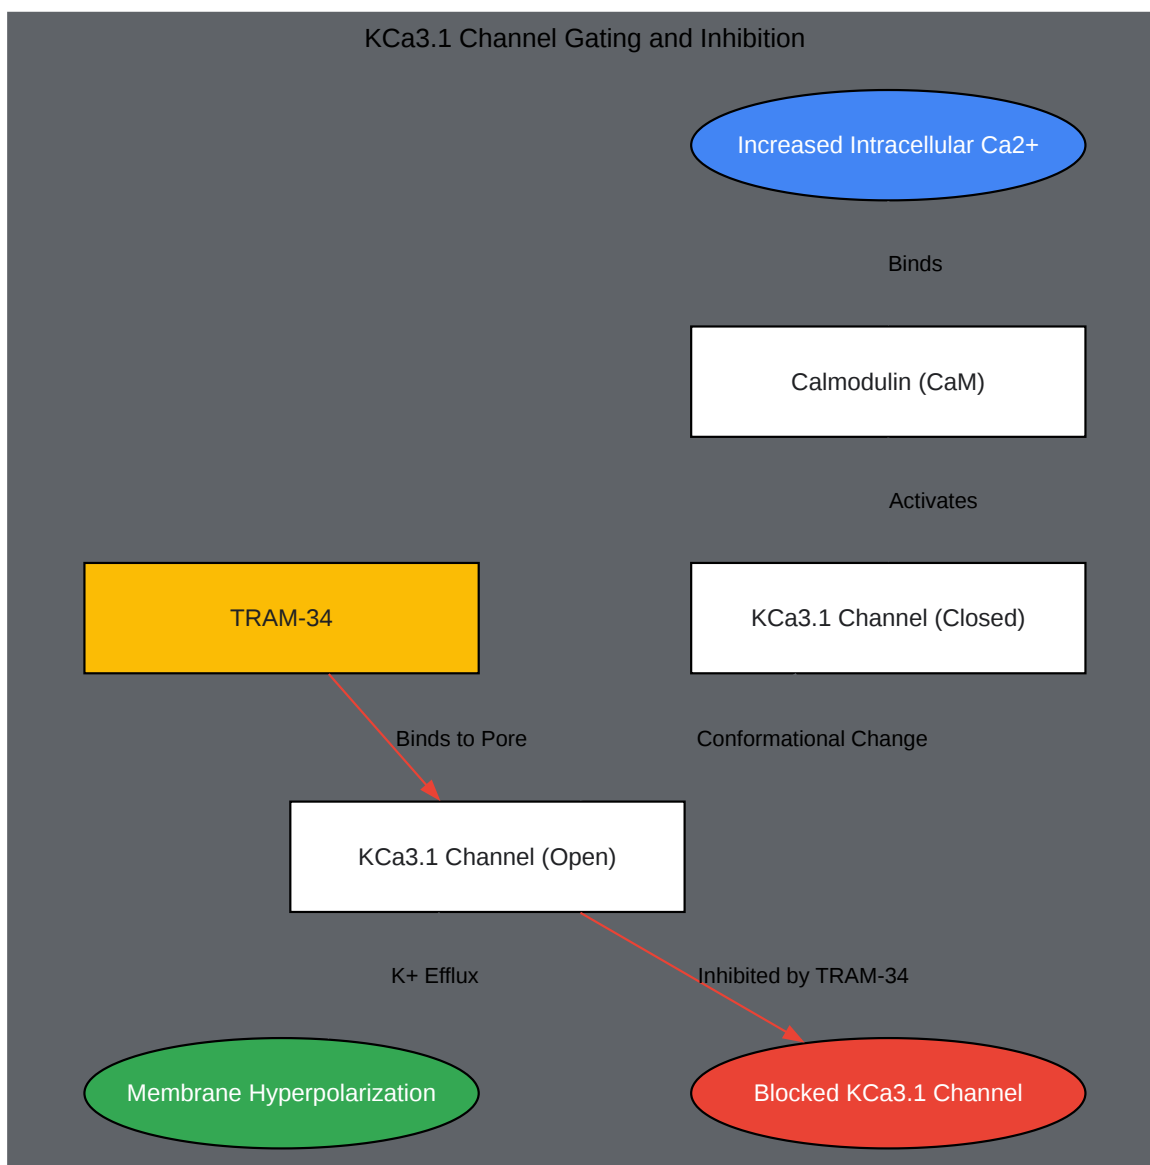 KCa3.1 Channel Gating and Inhibition
Increased Intracellular Ca2+
Binds
Calmodulin (CaM)
Activates
TRAM-34
KCa3.1 Channel (Closed)
Binds to Pore
Conformational Change
KCa3.1 Channel (Open)
K+ Efflux
Inhibited by TRAM-34
Membrane Hyperpolarization
Blocked KCa3.1 Channel